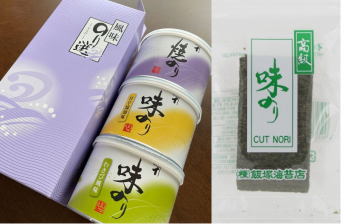 風味
のり選
焼のり
味のり
味のり
高級
味のり
CUT NORI
(株)飯塚海苔店